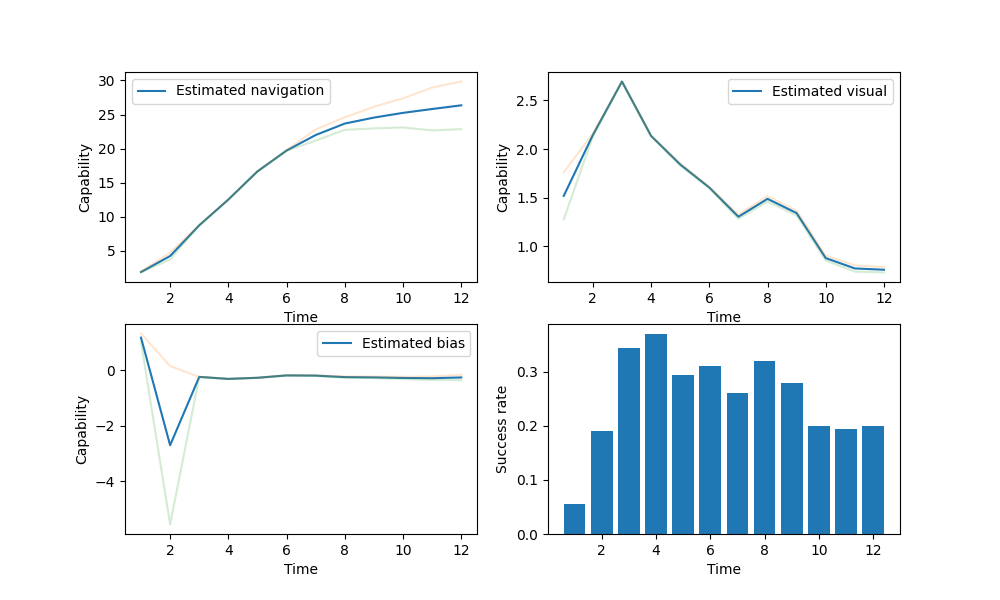 Estimated navigation
Capability
30
25
20
15
10
5
2 4 6 8 10 12
Time
Estimated visual
Capability
2.5
2.0
1.5
1.0
2 4 6 8 10 12
Time
Estimated bias
Capability
0
−2
−4
2 4 6 8 10 12
Time
Success rate
0.3
0.2
0.1
0.0
2 4 6 8 10 12
Time